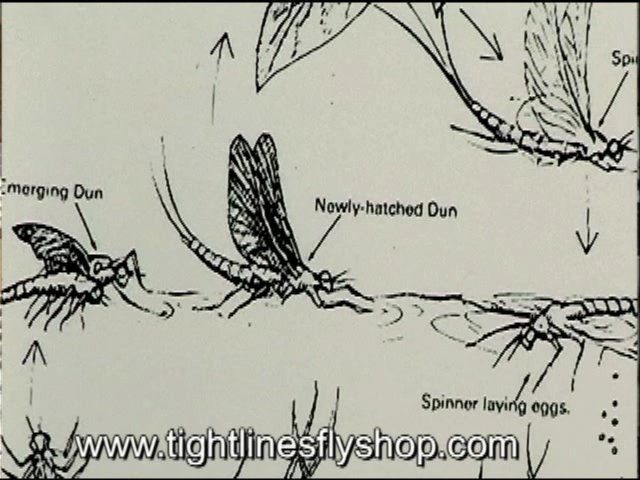 Emerging Dun
Newly-hatched Dun
Spinner laying eggs.
www.tightlinesflyshop.com